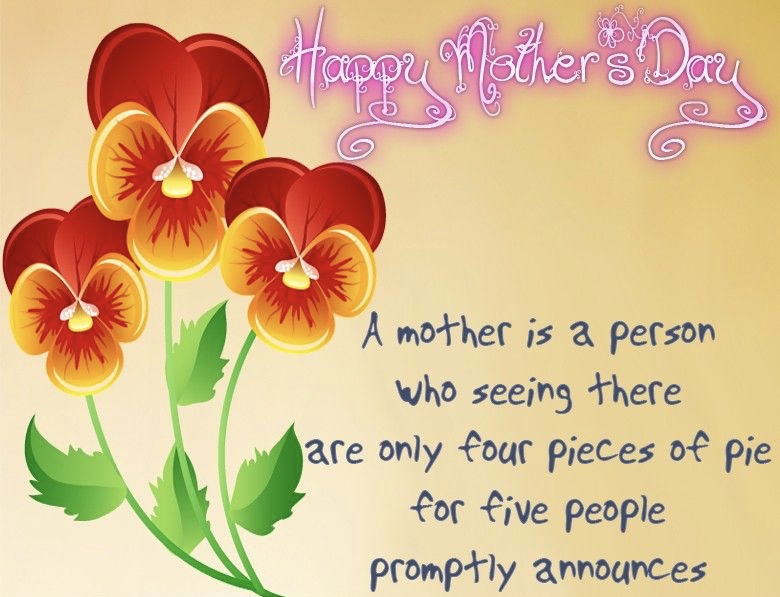 Happy Mother's Day
A mother is a person
who seeing there
are only four pieces of pie
for five people
promptly announces